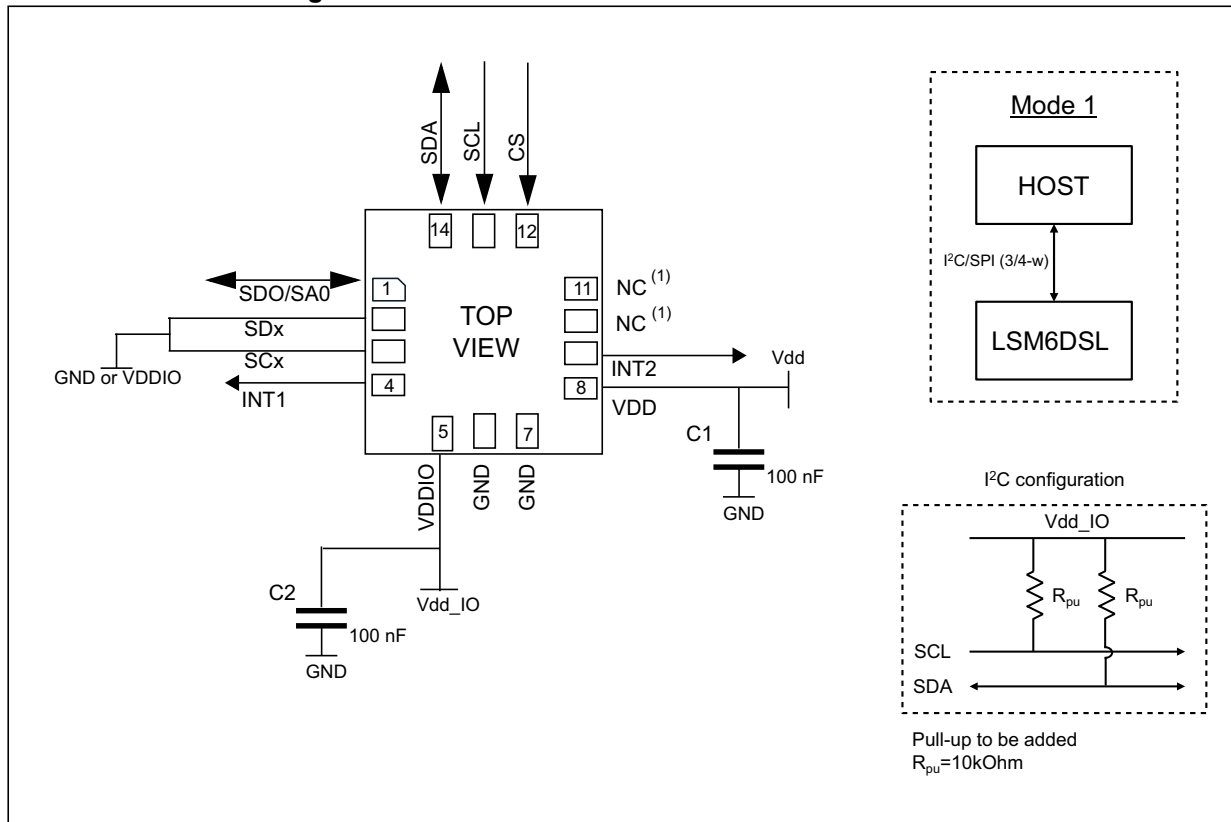 SDA
SCL
CS
14
12
SDO/SA0
1
SDx
SCx
GND or VDDIO
INT1
4
TOP
VIEW
11
NC (1)
NC (1)
INT2
Vdd
8
VDD
5
7
VDDIO
GND
GND
C1
100 nF
GND
C2
100 nF
GND
Vdd_IO
Mode 1
HOST
I²C/SPI (3/4-w)
LSM6DSL
I²C configuration
Vdd_IO
Rpu
Rpu
SCL
SDA
Pull-up to be added
Rpu=10kOhm